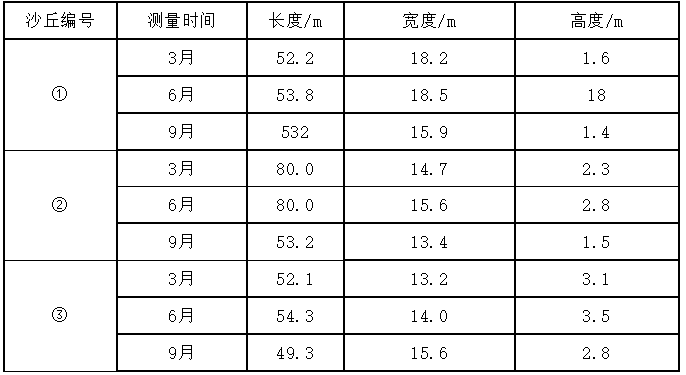 沙丘编号 测量时间 长度/m 宽度/m 高度/m
① 3月 52.2 18.2 1.6
6月 53.8 18.5 18
9月 532 15.9 1.4
② 3月 80.0 14.7 2.3
6月 80.0 15.6 2.8
9月 53.2 13.4 1.5
③ 3月 52.1 13.2 3.1
6月 54.3 14.0 3.5
9月 49.3 15.6 2.8